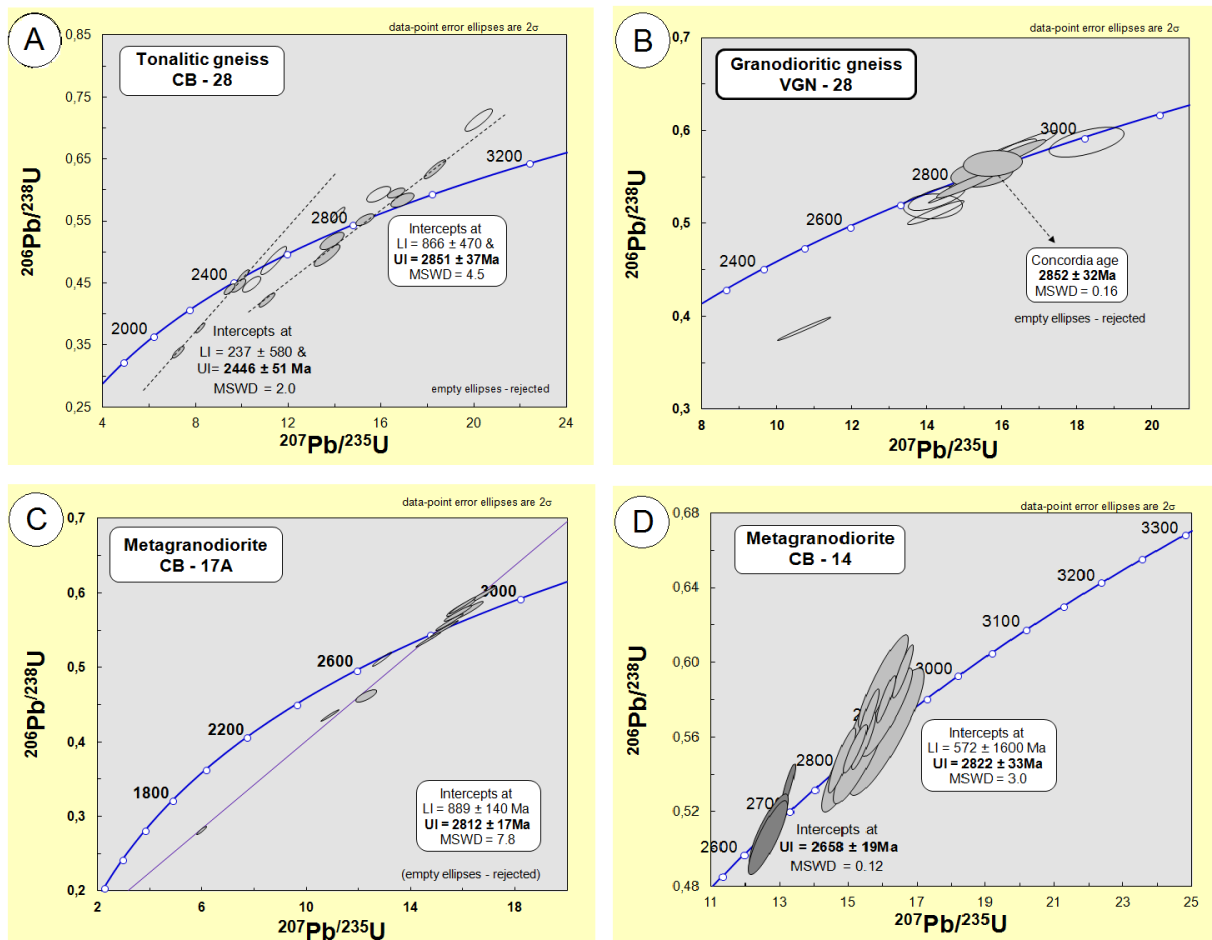 A
data-point error ellipses are 2σ
Tonalitic gneiss
CB - 28
0,85
0,75
0,65
0,55
0,45
0,35
0,25
206Pb/238U
2000
2400
2800
3200
Intercepts at
LI = 866 ± 470 &
UI = 2851 ± 37Ma
MSWD = 4.5
Intercepts at
LI = 237 ± 580 &
UI= 2446 ± 51 Ma
MSWD = 2.0
empty ellipses - rejected
4
8
12
16
20
24
207Pb/235U
B
data-point error ellipses are 2σ
Granodioritic gneiss
VGN - 28
0,7
0,6
0,5
0,4
0,3
206Pb/238U
2400
2600
2800
3000
Concordia age
2852 ± 32Ma
MSWD = 0.16
empty ellipses - rejected
8
10
12
14
16
18
20
207Pb/235U
C
data-point error ellipses are 2σ
Metagranodiorite
CB - 17A
0,7
0,6
0,5
0,4
0,3
0,2
206Pb/238U
1800
2200
2600
3000
Intercepts at
LI = 889 ± 140 Ma
UI = 2812 ± 17Ma
MSWD = 7.8
(empty ellipses - rejected)
2
6
10
14
18
207Pb/235U
D
data-point error ellipses are 2σ
Metagranodiorite
CB - 14
0,68
0,64
0,60
0,56
0,52
0,48
206Pb/238U
2600
2800
3000
3100
3200
3300
Intercepts at
LI = 572 ± 1600 Ma
UI = 2822 ± 33Ma
MSWD = 3.0
Intercepts at
UI = 2658 ± 19Ma
MSWD = 0.12
11
13
15
17
19
21
23
25
207Pb/235U